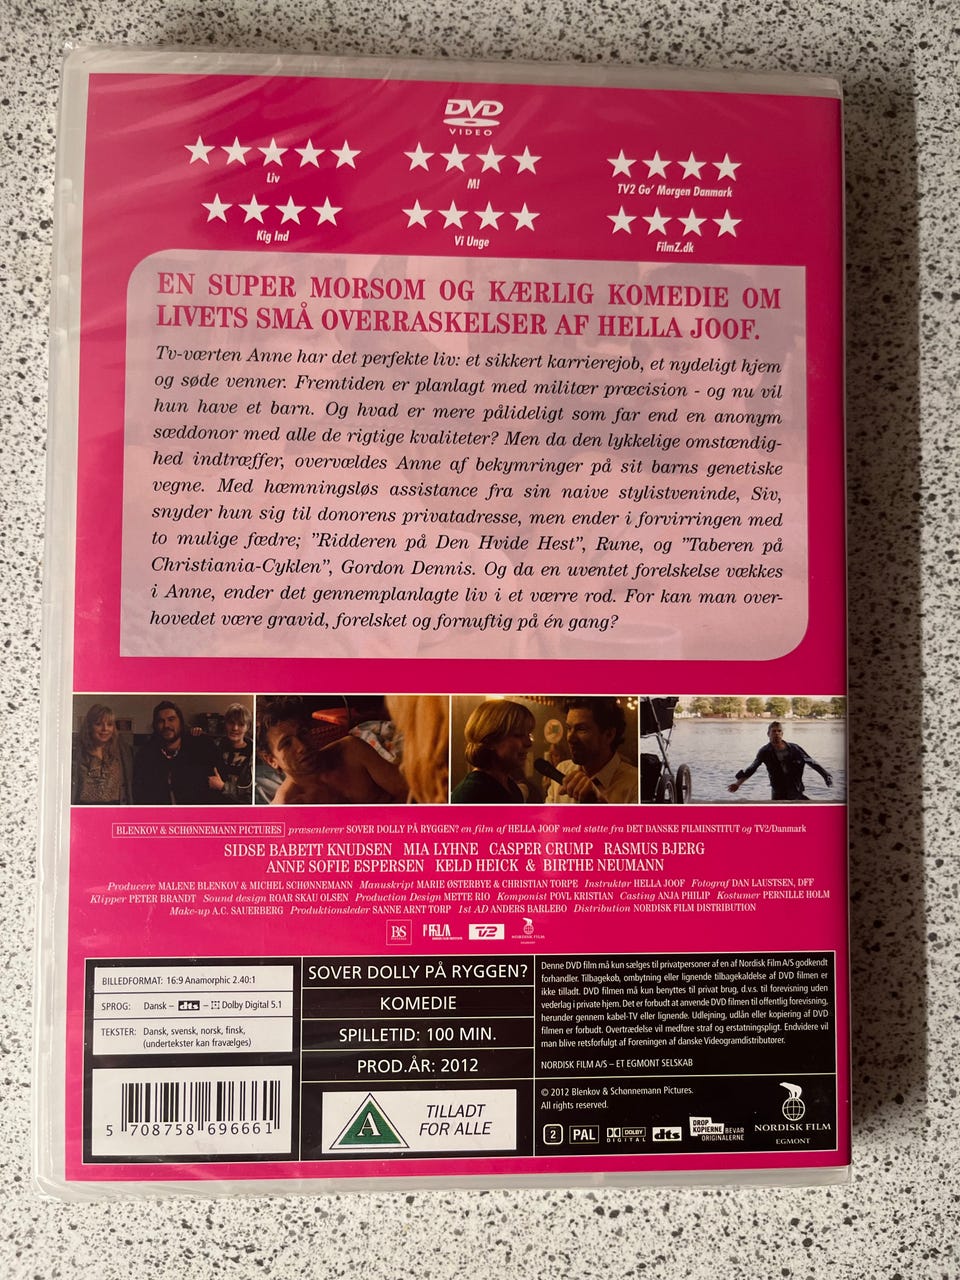 DVD
VIDEO
Liv
M!
TV2 Go' Morgen Danmark
Kig Ind
Vi Unge
FilmZ.dk
EN SUPER MORSOM OG KÆRLIG KOMEDIE OM
LIVETS SMÅ OVERRASKELSER AF HELLA JOOF.
Tv-værten Anne har det perfekte liv: et sikkert karrierejob, et nydeligt hjem
og søde venner. Fremtiden er planlagt med militær præcision - og nu vil
hun have et barn. Og hvad er mere pålideligt som far end en anonym
sæddonor med alle de rigtige kvaliteter? Men da den lykkelige omstændig-
hed indtræffer, overvældes Anne af bekymringer på sit barns genetiske
vegne. Med hæmningsløs assistance fra sin naive stylistveninde, Siv,
snyder hun sig til donorens privatadresse, men ender i forvirringen med
to mulige fædre; "Ridderen på Den Hvide Hest", Rune, og "Taberen på
Christiania-Cyklen", Gordon Dennis. Og da en uventet forelskelse vækkes
i Anne, ender det gennemplanlagte liv i et værre rod. For kan man over-
hovedet være gravid, forelsket og fornuftig på én gang?
BLENKOV & SCHØNNEMANN PICTURES præsenterer SOVER DOLLY PÅ RYGGEN? en film af HELLA JOOF med støtte fra DET DANSKE FILMINSTITUT og TV2/Danmark
SIDSE BABETT KNUDSEN MIA LYHNE CASPER CRUMP RASMUS BJERG
ANNE SOFIE ESPERSEN KELD HEICK & BIRTHE NEUMANN
Producere MALENE BLENKOV & MICHEL SCHØNNEMANN Manuskript MARIE ØSTERBYE & CHRISTIAN TORPE Instruktør HELLA JOOF Fotograf DAN LAUSTSEN, DFF
Klipper PETER BRANDT Sound design ROAR SKAU OLSEN Production Design METTE RIO Komponist POVL KRISTIAN Casting ANJA PHILIP Kostumer PERNILLE HOLM
Make-up A.C. SAUERBERG Produktionsleder SANNE ARNT TORP 1st AD ANDERS BARLEBO Distribution NORDISK FILM DISTRIBUTION
BS
TV2
NORDISK FILM
BILLEDFORMAT: 16:9 Anamorphic 2.40:1
SPROG: Dansk – dts – Dolby Digital 5.1
TEKSTER: Dansk, svensk, norsk, finsk,
(undertekster kan fravælges)
5 708758 696661
SOVER DOLLY PÅ RYGGEN?
KOMEDIE
SPILLETID: 100 MIN.
PROD.ÅR: 2012
A
TILLADT
FOR ALLE
Denne DVD film må kun sælges til privatpersoner af en af Nordisk Film A/S godkendt
forhandler. Tilbagekøb, ombytning eller lignende tilbagekaldelse af DVD filmen er
ikke tilladt. DVD filmen må kun benyttes til privat brug, d.v.s. til forevisning uden
vederlag i private hjem. Det er forbudt at anvende DVD filmen til offentlig forevisning,
herunder gennem kabel-TV eller lignende. Udlejning, udlån eller kopiering af DVD
filmen er forbudt. Overtrædelse vil medføre straf og erstatningspligt. Endvidere vil
man blive retsforfulgt af Foreningen af danske Videogramdistributører.
NORDISK FILM A/S – ET EGMONT SELSKAB
© 2012 Blenkov & Schønnemann Pictures.
All rights reserved.
2 PAL DOLBY DIGITAL dts
DROP
KOPIERNE BEVAR
ORIGINALERNE
NORDISK FILM
EGMONT